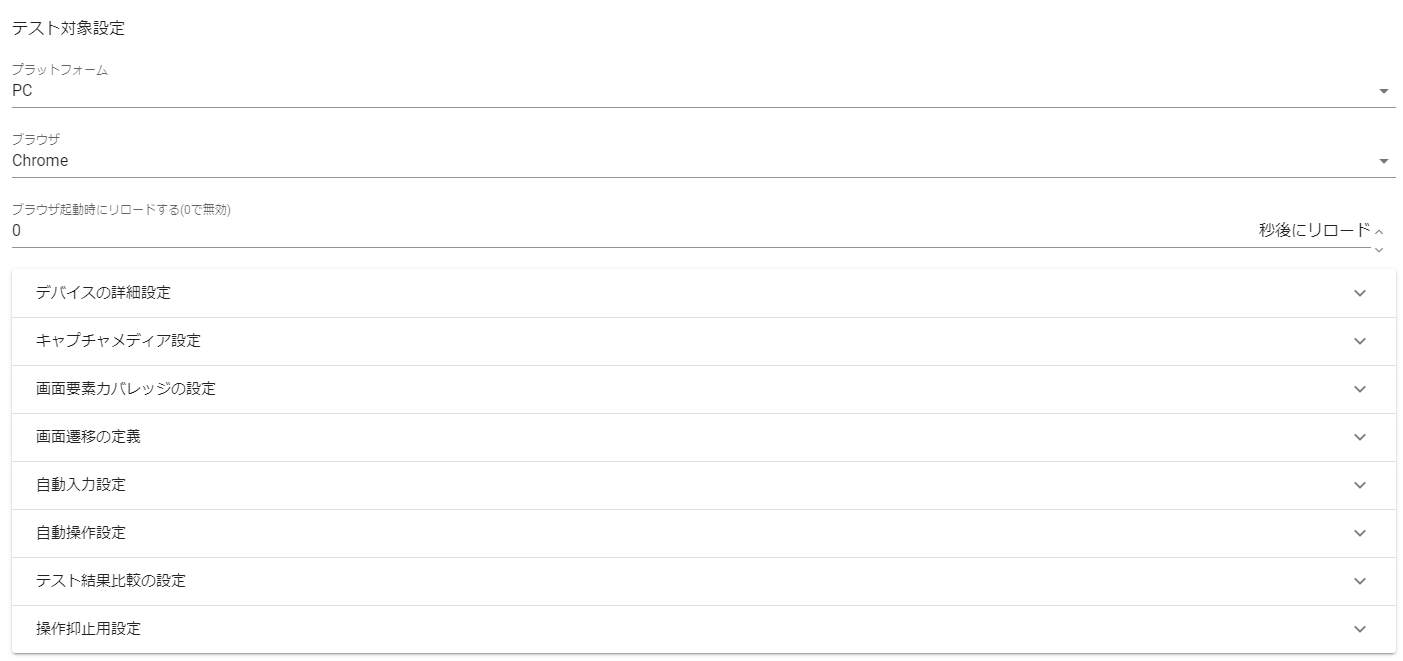 テスト対象設定
プラットフォーム
PC
ブラウザ
Chrome
ブラウザ起動時にリロードする(0で無効)
0 秒後にリロード
デバイスの詳細設定
キャプチャメディア設定
画面要素カバレッジの設定
画面遷移の定義
自動入力設定
自動操作設定
テスト結果比較の設定
操作抑止用設定